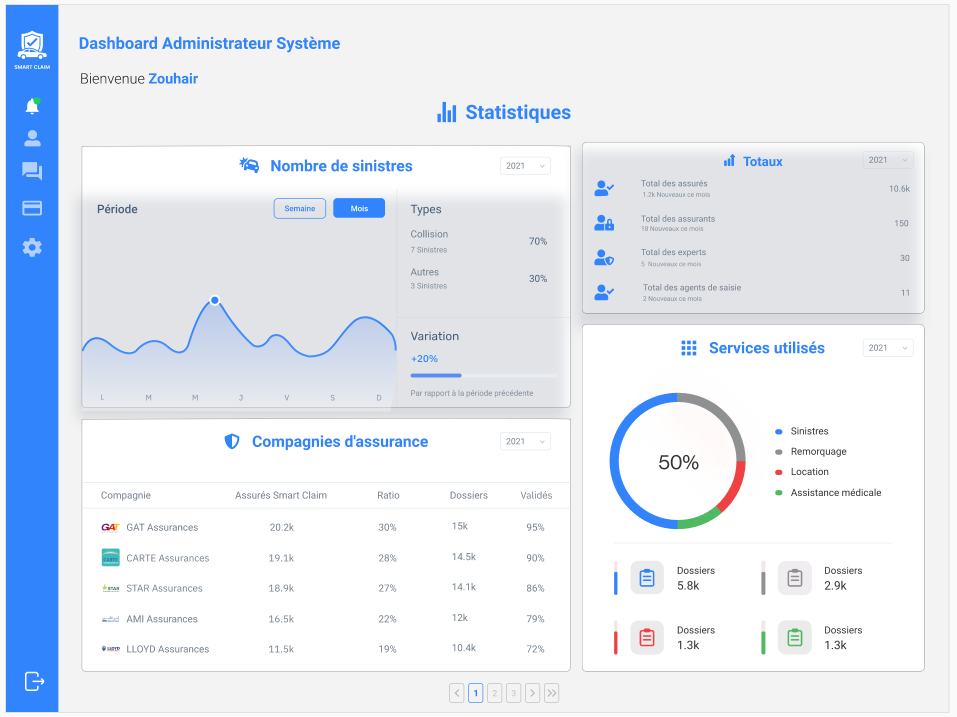 SMART CLAIM
Dashboard Administrateur Système
Bienvenue Zouhair
Statistiques
Nombre de sinistres
2021
Période
Semaine
Mois
L M M J V S D
Types
Collision
7 Sinistres
70%
Autres
3 Sinistres
30%
Variation
+20%
Par rapport à la période précédente
Totaux
2021
Total des assurés
1.2k Nouveaux ce mois
10.6k
Total des assurants
18 Nouveaux ce mois
150
Total des experts
5 Nouveaux ce mois
30
Total des agents de saisie
2 Nouveaux ce mois
11
Compagnies d'assurance
2021
Compagnie Assurés Smart Claim Ratio Dossiers Validés
GAT GAT Assurances 20.2k 30% 15k 95%
CARTE CARTE Assurances 19.1k 28% 14.5k 90%
STAR STAR Assurances 18.9k 27% 14.1k 86%
AMI Assurances 16.5k 22% 12k 79%
LLOYD LLOYD Assurances 11.5k 19% 10.4k 72%
Services utilisés
2021
50%
Sinistres
Remorquage
Location
Assistance médicale
Dossiers
5.8k
Dossiers
2.9k
Dossiers
1.3k
Dossiers
1.3k
1 2 3